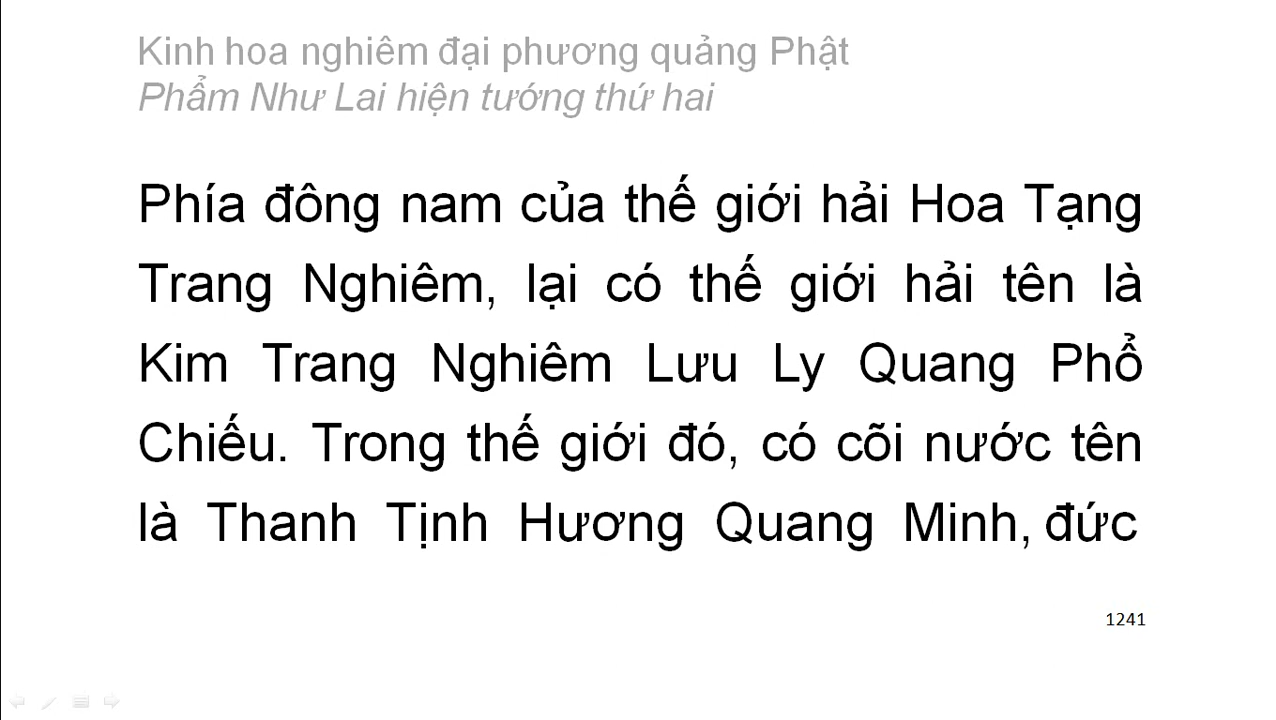 Kinh hoa nghiêm đại phương quảng Phật
Phẩm Như Lai hiện tướng thứ hai
Phía đông nam của thế giới hải Hoa Tạng
Trang Nghiêm, lại có thế giới hải tên là
Kim Trang Nghiêm Lưu Ly Quang Phổ
Chiếu. Trong thế giới đó, có cõi nước tên
là Thanh Tịnh Hương Quang Minh, đức
1241